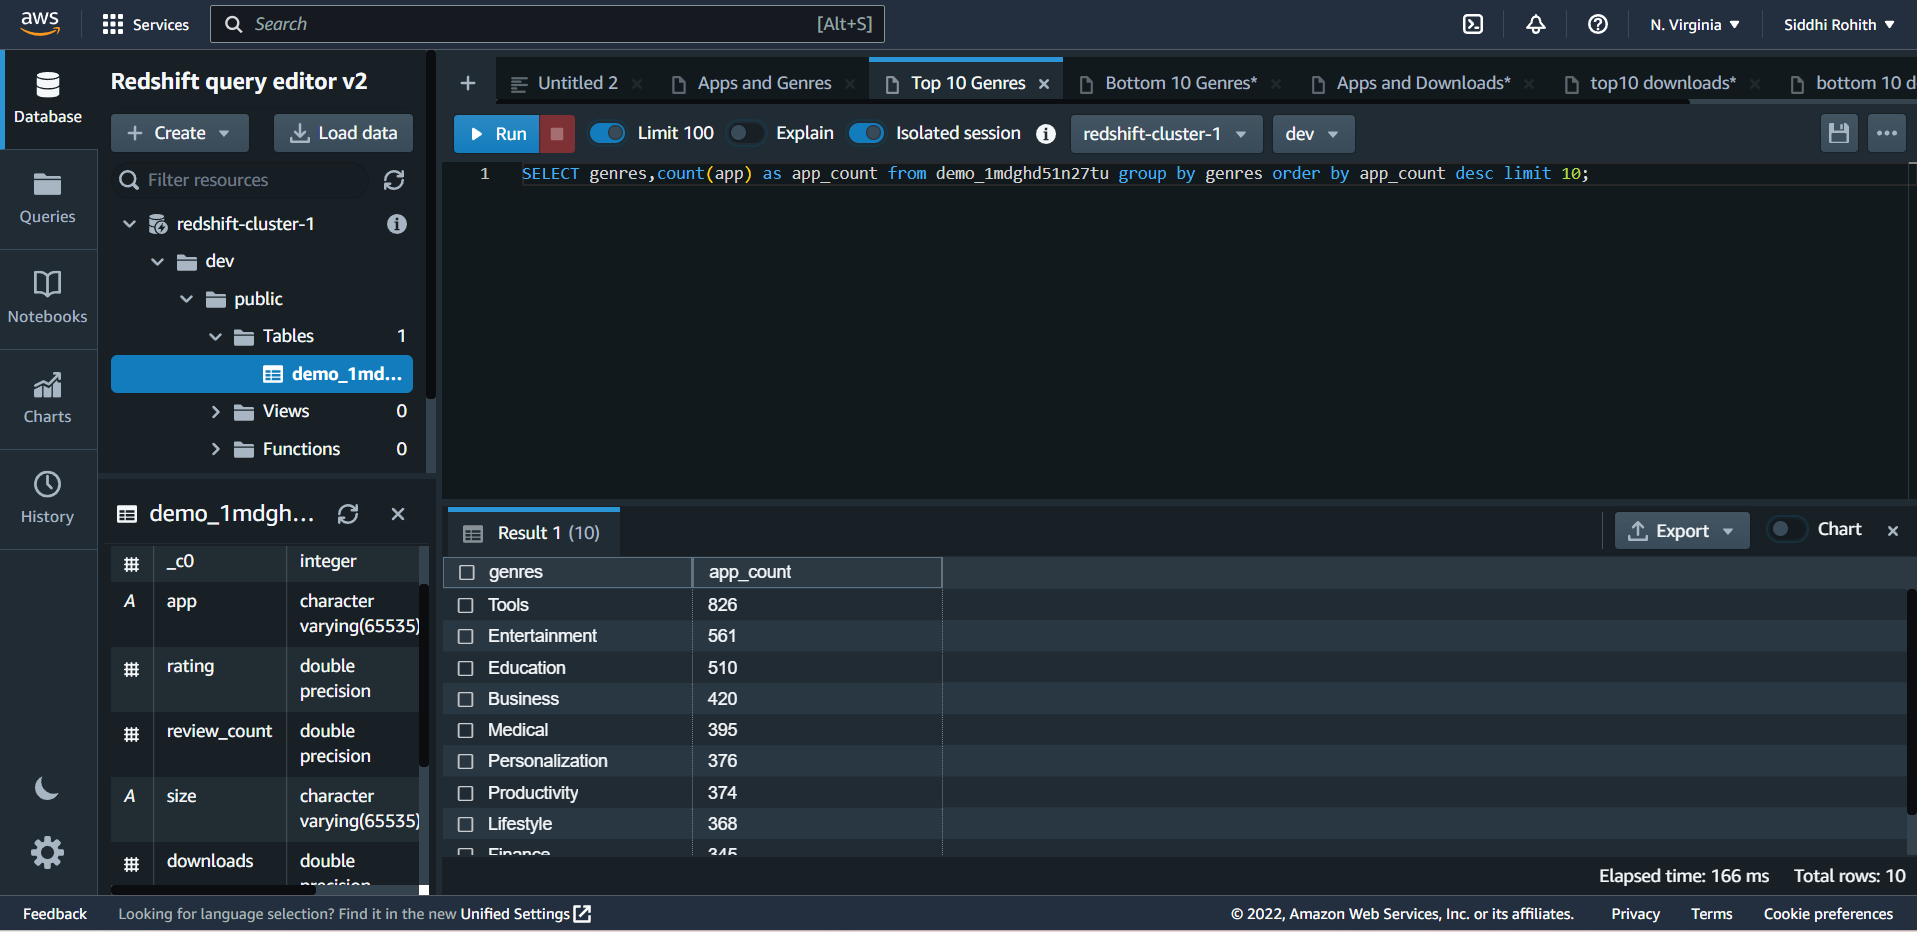 aws Services Search [Alt+S] N. Virginia Siddhi Rohith
Database
Queries
Notebooks
Charts
History
Redshift query editor v2
Create Load data
Filter resources
redshift-cluster-1
dev
public
Tables 1
demo_1md...
Views 0
Functions 0
demo_1mdgh...
_c0 integer
A app character
varying(65535)
rating double
precision
review_count double
precision
A size character
varying(65535)
downloads double
precision
Untitled 2 Apps and Genres Top 10 Genres Bottom 10 Genres* Apps and Downloads* top10 downloads* bottom 10 d
Run Limit 100 Explain Isolated session redshift-cluster-1 dev
1 SELECT genres,count(app) as app_count from demo_1mdghd51n27tu group by genres order by app_count desc limit 10;
Result 1 (10) Export Chart
genres app_count
Tools 826
Entertainment 561
Education 510
Business 420
Medical 395
Personalization 376
Productivity 374
Lifestyle 368
Finance 345
Elapsed time: 166 ms Total rows: 10
Feedback Looking for language selection? Find it in the new Unified Settings © 2022, Amazon Web Services, Inc. or its affiliates. Privacy Terms Cookie preferences